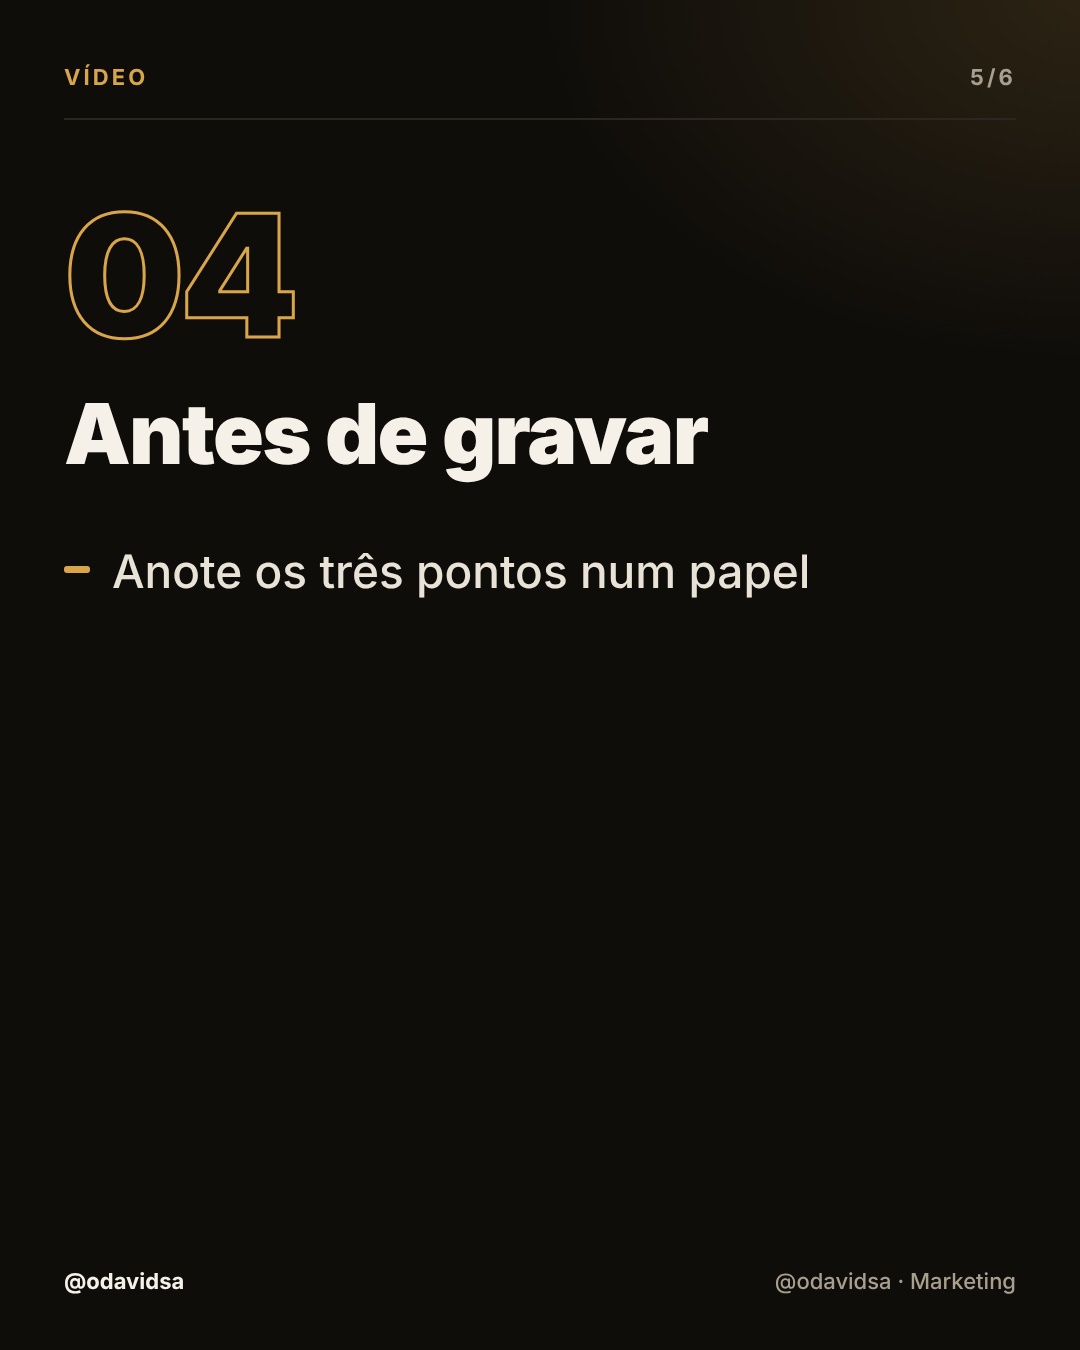 VÍDEO
5/6
04
Antes de gravar
Anote os três pontos num papel
@odavidsa
@odavidsa · Marketing